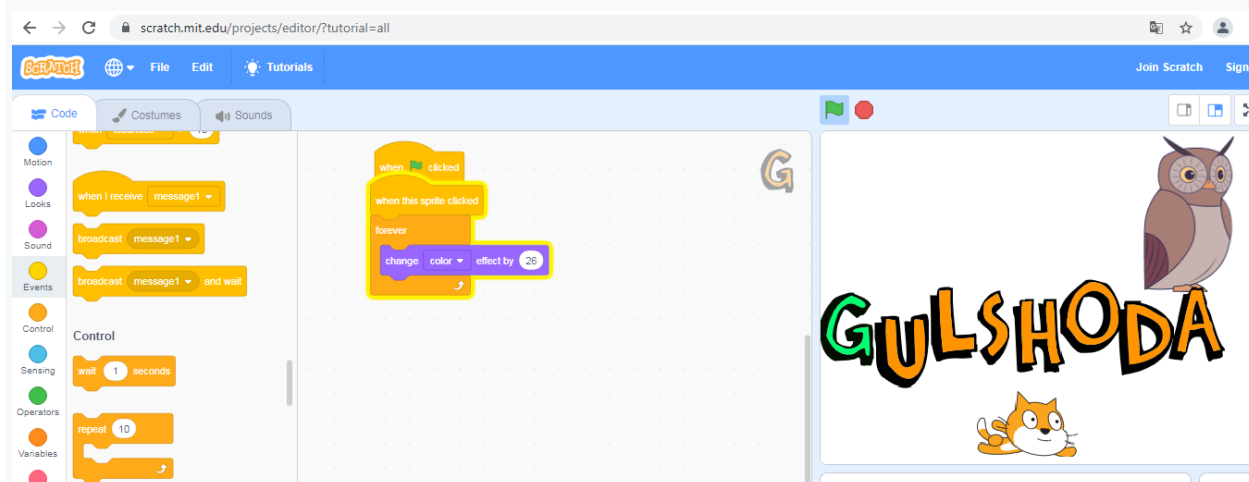 scratch.mit.edu/projects/editor/?tutorial=all
SCRATCH File Edit Tutorials Join Scratch Sign
Code Costumes Sounds
Motion
Looks
Sound
Events
Control
Sensing
Operators
Variables
when I receive message1
broadcast message1
broadcast message1 and wait
Control
wait 1 seconds
repeat 10
when clicked
when this sprite clicked
forever
change color effect by 26
G
GULSHODA